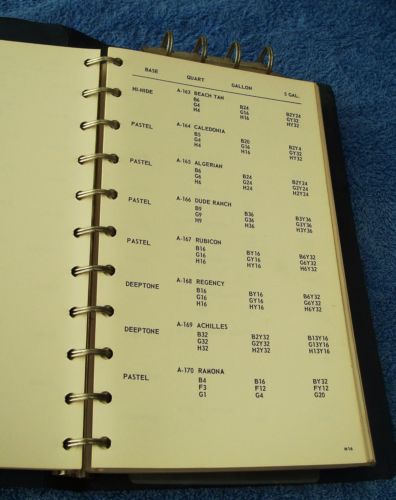 BASE QUART GALLON 5 GAL.
HI-HIDE A-163 BEACH TAN
B6 B24 B2Y24
G4 G16 GY32
H4 H16 HY32
PASTEL A-164 CALEDONIA
B5 B20 B2Y4
G4 G16 GY32
H4 H16 HY32
PASTEL A-165 ALGERIAN
B6 B24 B2Y24
G6 G24 G2Y24
H6 H24 H2Y24
PASTEL A-166 DUDE RANCH
B9 B36 B3Y36
G9 G36 G3Y36
H9 H36 H3Y36
PASTEL A-167 RUBICON
B16 BY16 B6Y32
G16 GY16 G6Y32
H16 HY16 H6Y32
DEEPTONE A-168 REGENCY
B16 BY16 B6Y32
G16 GY16 G6Y32
H16 HY16 H6Y32
DEEPTONE A-169 ACHILLES
B32 B2Y32 B13Y16
G32 G2Y32 G13Y16
H32 H2Y32 H13Y16
PASTEL A-170 RAMONA
B4 B16 BY32
F3 F12 FY12
G1 G4 G20
M16